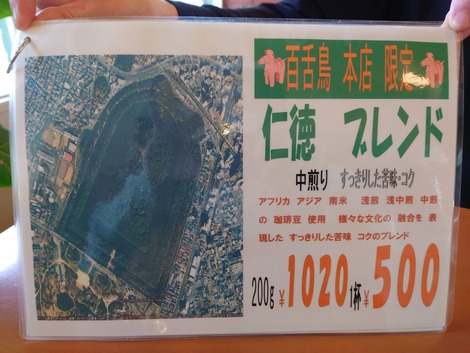 百舌鳥 本店 限定
仁徳 ブレンド
中煎り すっきりした苦味・コク
アフリカ アジア 南米 浅煎 浅中煎 中煎
の 珈琲豆 使用 様々な文化の 融合を 表
現した すっきりした苦味 コクのブレンド
200g ¥1020 1杯 ¥500